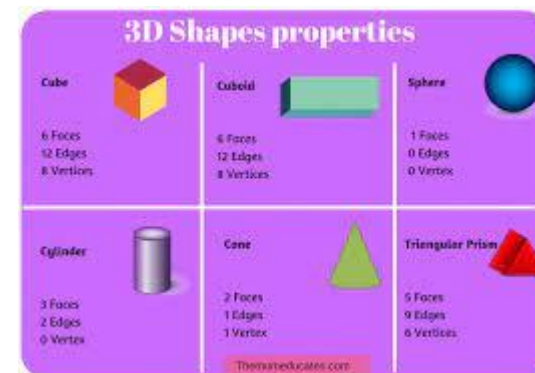 3D Shapes properties
Cube
6 Faces
12 Edges
8 Vertices
Cuboid
6 Faces
12 Edges
8 Vertices
Sphere
1 Faces
0 Edges
0 Vertex
Cylinder
3 Faces
2 Edges
0 Vertex
Cone
2 Faces
1 Edges
1 Vertex
Triangular Prism
5 Faces
9 Edges
6 Vertices
Themumeducates.com